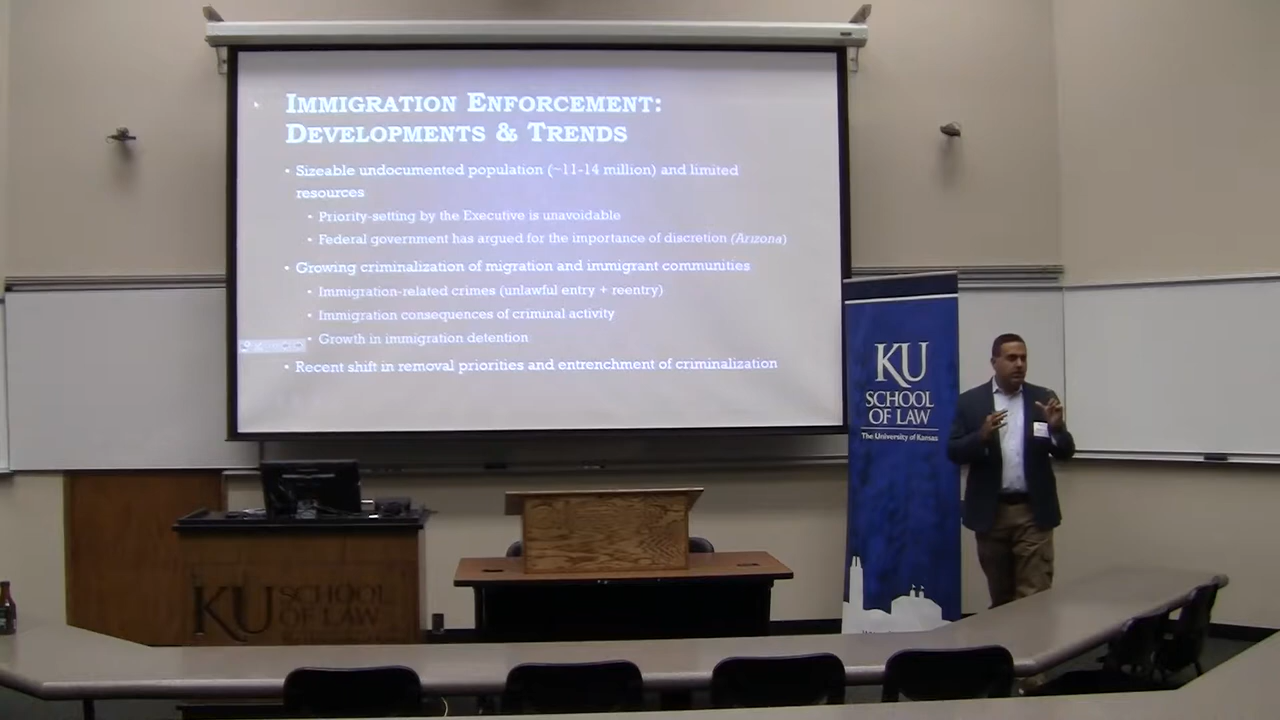 IMMIGRATION ENFORCEMENT:
DEVELOPMENTS & TRENDS
• Sizeable undocumented population (~11-14 million) and limited
resources
• Priority-setting by the Executive is unavoidable
• Federal government has argued for the importance of discretion (Arizona)
• Growing criminalization of migration and immigrant communities
• Immigration-related crimes (unlawful entry + reentry)
• Immigration consequences of criminal activity
• Growth in immigration detention
• Recent shift in removal priorities and entrenchment of criminalization
KU
SCHOOL
OF LAW
The University of Kansas
KU SCHOOL
OF LAW